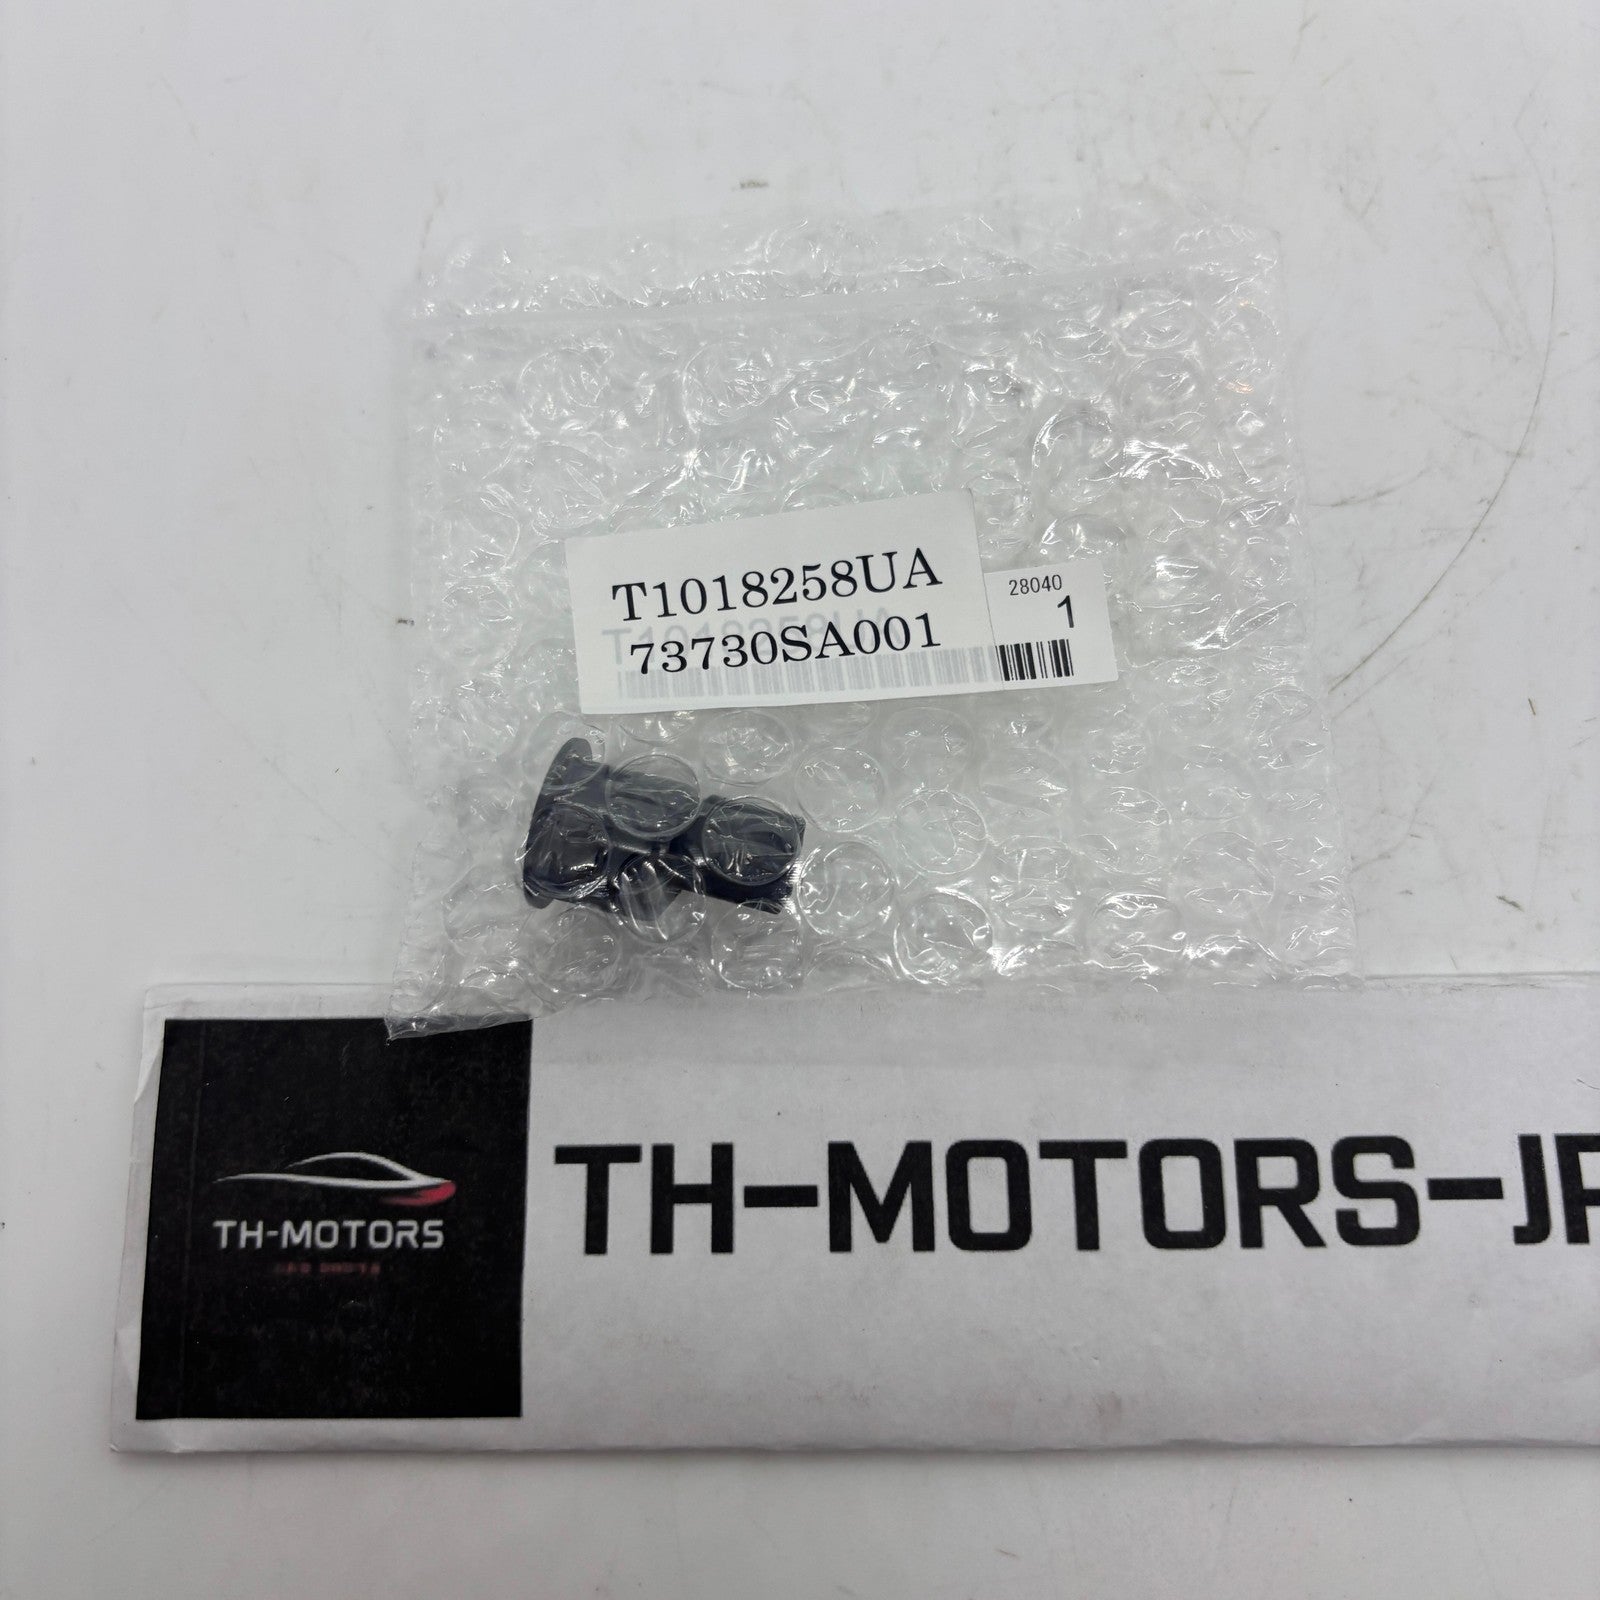 T1018258UA
73730SA001
28040
1
TH-MOTORS
TH-MOTORS-JP